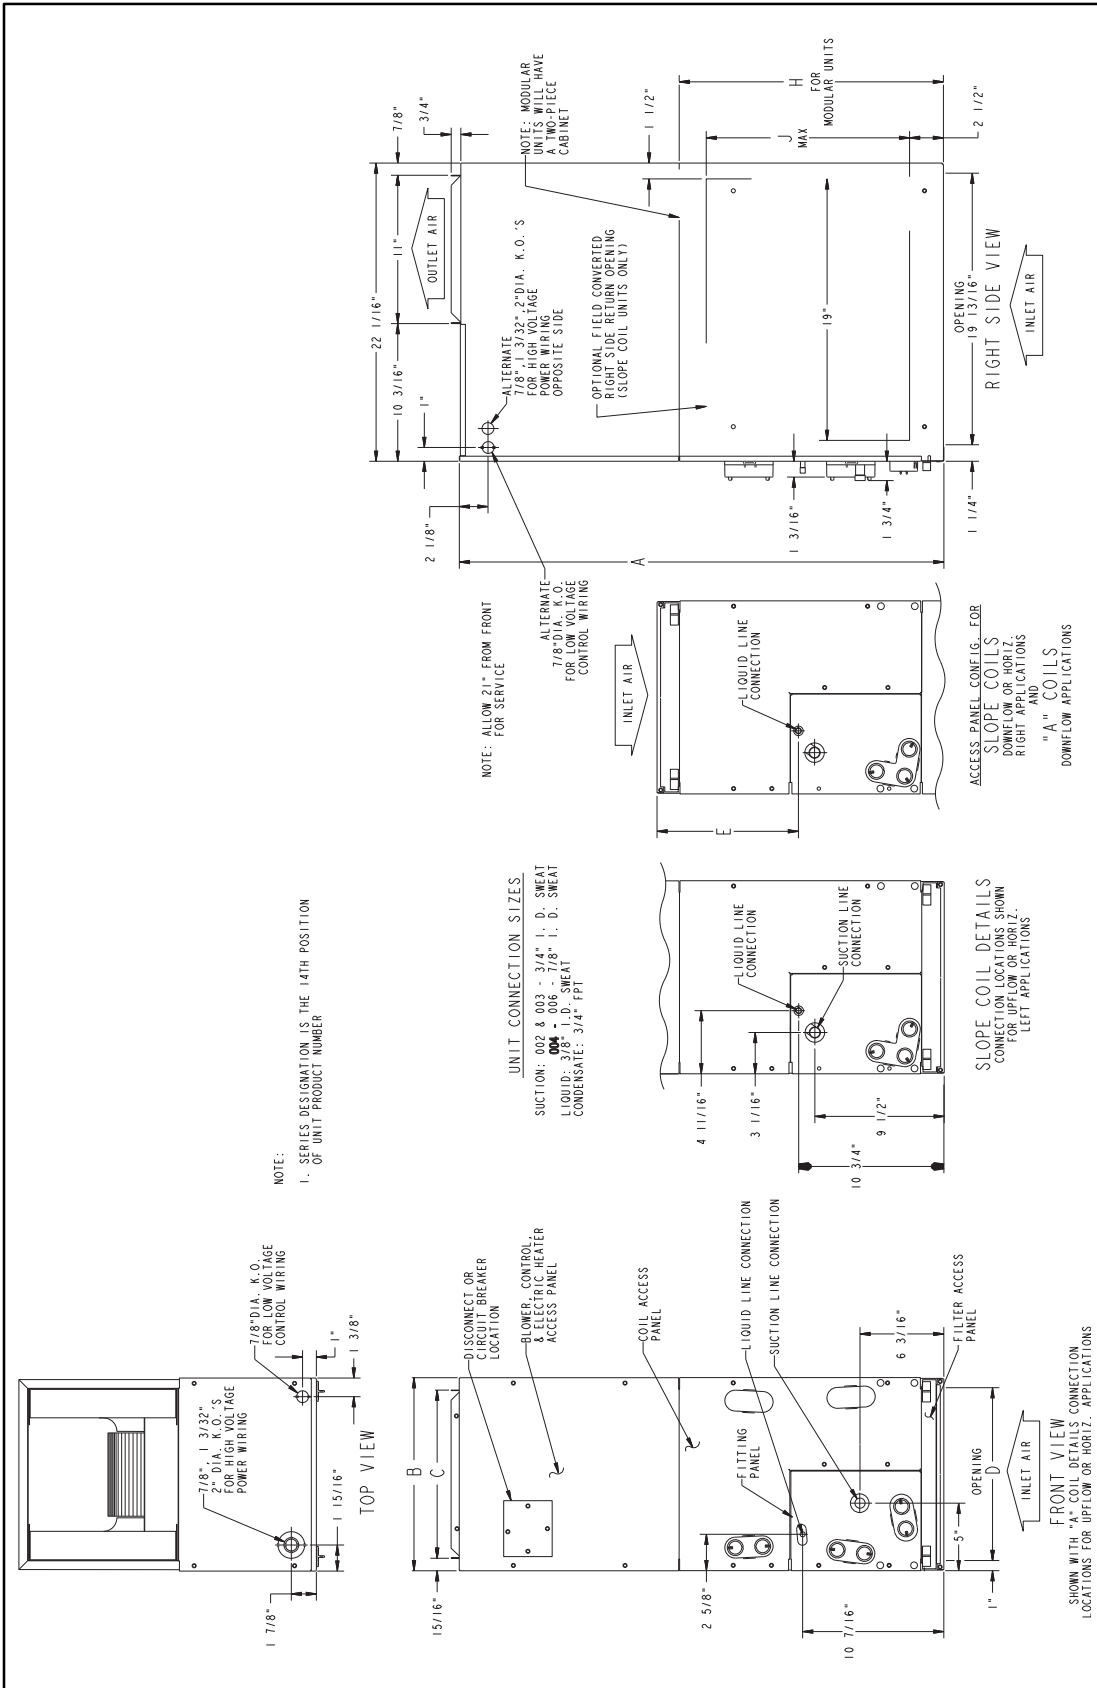 7/8", 1 3/32"
2" DIA. K.O.'S
FOR HIGH VOLTAGE
POWER WIRING
7/8"DIA. K.O.
FOR LOW VOLTAGE
CONTROL WIRING
1 7/8"
1 15/16"
1"
1 3/8"
TOP VIEW
NOTE:
1. SERIES DESIGNATION IS THE 14TH POSITION
OF UNIT PRODUCT NUMBER
15/16"
B
C
DISCONNECT OR
CIRCUIT BREAKER
LOCATION
BLOWER, CONTROL,
& ELECTRIC HEATER
ACCESS PANEL
COIL ACCESS
PANEL
FITTING
PANEL
LIQUID LINE CONNECTION
SUCTION LINE CONNECTION
2 5/8"
10 7/16"
6 3/16"
FILTER ACCESS
PANEL
5"
1"
OPENING
D
INLET AIR
FRONT VIEW
SHOWN WITH "A" COIL DETAILS CONNECTION
LOCATIONS FOR UPFLOW OR HORIZ. APPLICATIONS
UNIT CONNECTION SIZES
SUCTION: 002 & 003 - 3/4" I. D. SWEAT
004 - 006 - 7/8" I. D. SWEAT
LIQUID: 3/8" I.D. SWEAT
CONDENSATE: 3/4" FPT
4 11/16"
3 1/16"
LIQUID LINE
CONNECTION
SUCTION LINE
CONNECTION
9 1/2"
10 3/4"
SLOPE COIL DETAILS
CONNECTION LOCATIONS SHOWN
FOR UPFLOW OR HORIZ.
LEFT APPLICATIONS
NOTE: ALLOW 21" FROM FRONT
FOR SERVICE
INLET AIR
E
LIQUID LINE
CONNECTION
ACCESS PANEL CONFIG. FOR
SLOPE COILS
DOWNFLOW OR HORIZ.
RIGHT APPLICATIONS
AND
"A" COILS
DOWNFLOW APPLICATIONS
22 1/16"
10 3/16"
11"
7/8"
3/4"
1"
2 1/8"
OUTLET AIR
ALTERNATE
7/8",1 3/32",2"DIA. K.O.'S
FOR HIGH VOLTAGE
POWER WIRING
OPPOSITE SIDE
ALTERNATE
7/8"DIA. K.O.
FOR LOW VOLTAGE
CONTROL WIRING
NOTE: MODULAR
UNITS WILL HAVE
A TWO-PIECE
CABINET
A
OPTIONAL FIELD CONVERTED
RIGHT SIDE RETURN OPENING
(SLOPE COIL UNITS ONLY)
1 1/2"
19"
J
MAX
H
FOR
MODULAR UNITS
2 1/2"
1 3/16"
1 3/4"
1 1/4"
OPENING
19 13/16"
RIGHT SIDE VIEW
INLET AIR